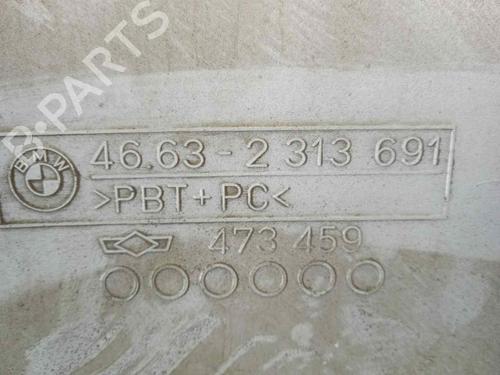 B-PARTS
BMW
46.63-2 313 691
>PBT+PC<
473 459